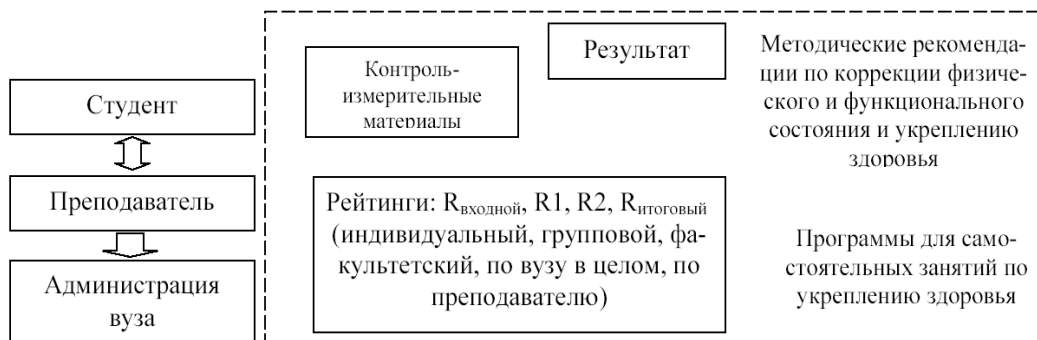 Студент
Преподаватель
Администрация
вуза
Контроль-
измерительные
материалы
Результат
Рейтинги: Rвходной, R1, R2, Rитоговый
(индивидуальный, групповой, фа-
культетский, по вузу в целом, по
преподавателю)
Методические рекоменда-
ции по коррекции физиче-
ского и функционального
состояния и укреплению
здоровья
Программы для само-
стоятельных занятий по
укреплению здоровья